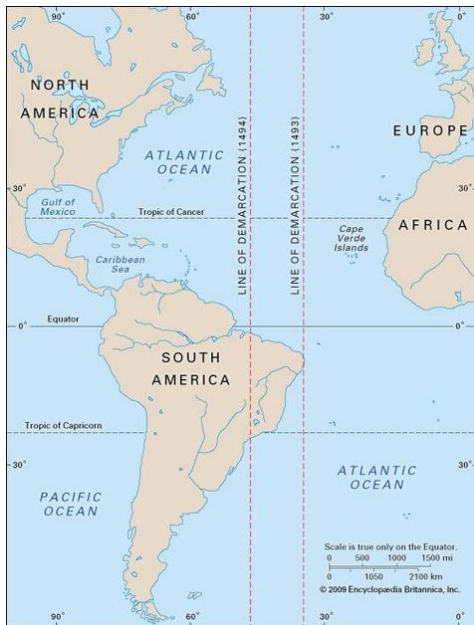 90°
60°
30°
NORTH
AMERICA
EUROPE
ATLANTIC
OCEAN
LINE OF DEMARCATION (1494)
LINE OF DEMARCATION (1493)
30°
30°
Gulf of
Mexico
Tropic of Cancer
AFRICA
Cape
Verde
Islands
Caribbean
Sea
0°
Equator
0°
SOUTH
AMERICA
Tropic of Capricorn
30°
30°
ATLANTIC
OCEAN
PACIFIC
OCEAN
Scale is true only on the Equator.
0 500 1000 1500 mi
0 1050 2100 km
© 2009 Encyclopædia Britannica, Inc.
90°
60°
30°